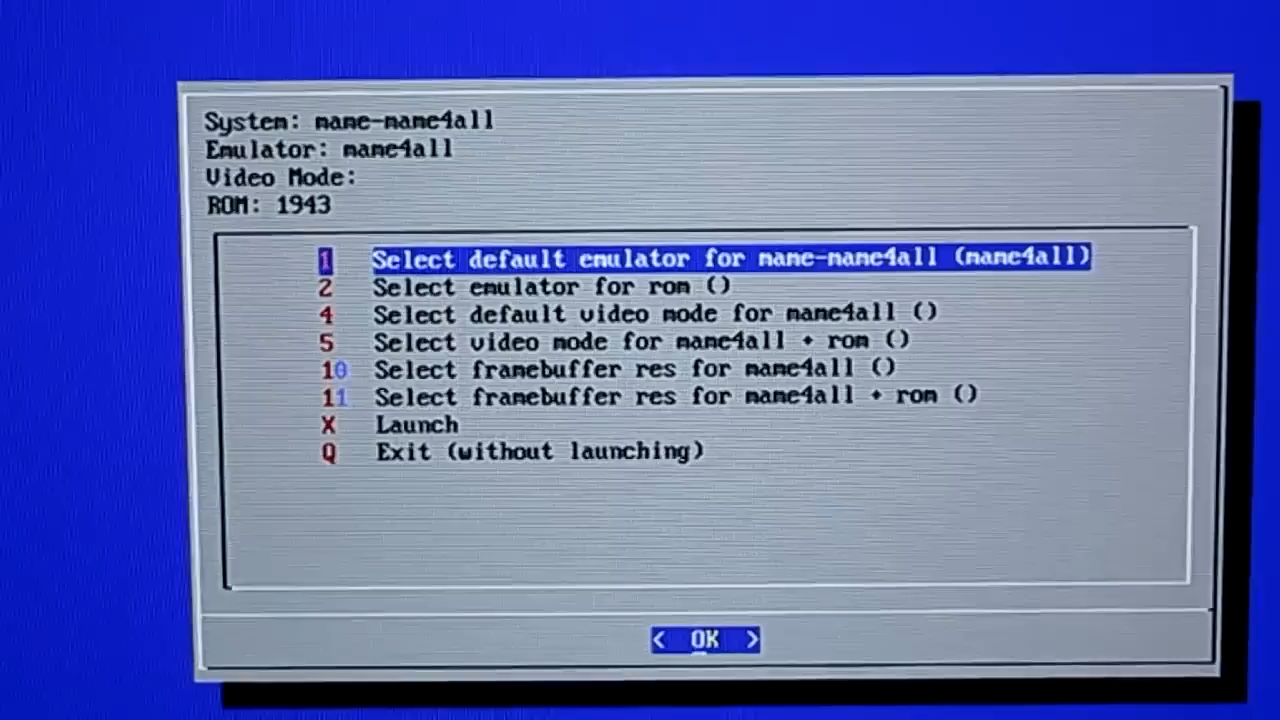 System: mame-mame4all
Emulator: mame4all
Video Mode:
ROM: 1943
1 Select default emulator for mame-mame4all (mame4all)
2 Select emulator for rom ()
4 Select default video mode for mame4all ()
5 Select video mode for mame4all + rom ()
10 Select framebuffer res for mame4all ()
11 Select framebuffer res for mame4all + rom ()
X Launch
Q Exit (without launching)
< OK >